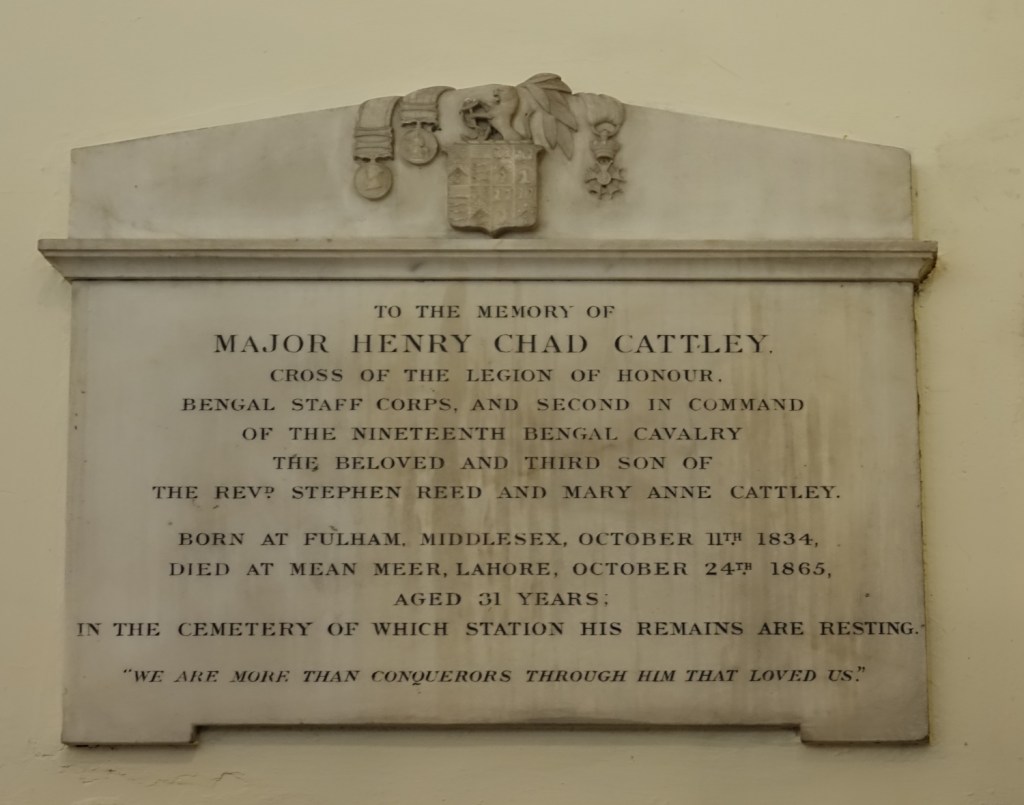 TO THE MEMORY OF
MAJOR HENRY CHAD CATTLEY.
CROSS OF THE LEGION OF HONOUR.
BENGAL STAFF CORPS, AND SECOND IN COMMAND
OF THE NINETEENTH BENGAL CAVALRY
THE BELOVED AND THIRD SON OF
THE REVD. STEPHEN REED AND MARY ANNE CATTLEY.
BORN AT FULHAM, MIDDLESEX, OCTOBER 11TH 1834,
DIED AT MEAN MEER, LAHORE, OCTOBER 24TH 1865,
AGED 31 YEARS;
IN THE CEMETERY OF WHICH STATION HIS REMAINS ARE RESTING.
"WE ARE MORE THAN CONQUERORS THROUGH HIM THAT LOVED US."